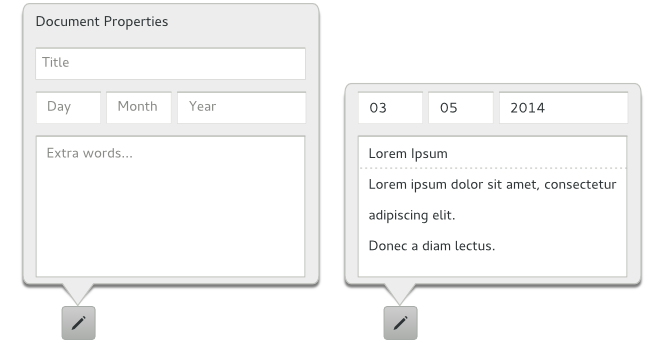 Document Properties
Title
Day Month Year
Extra words...
03 05 2014
Lorem Ipsum
Lorem ipsum dolor sit amet, consectetur
adipiscing elit.
Donec a diam lectus.